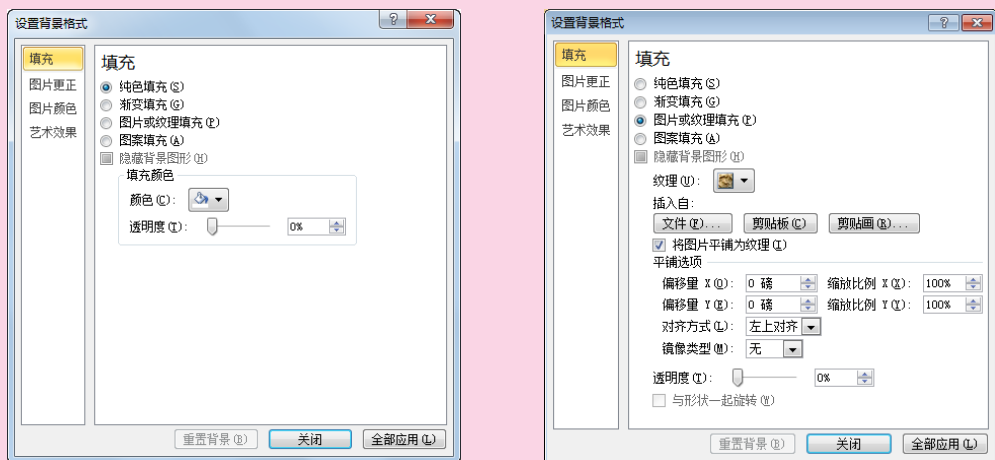 设置背景格式
填充
图片更正
图片颜色
艺术效果
填充
纯色填充(S)
渐变填充(G)
图片或纹理填充(P)
图案填充(A)
隐藏背景图形(H)
填充颜色
颜色(C):
透明度(T): 0%
重置背景(B) 关闭 全部应用(L)
设置背景格式
填充
图片更正
图片颜色
艺术效果
填充
纯色填充(S)
渐变填充(G)
图片或纹理填充(P)
图案填充(A)
隐藏背景图形(H)
纹理(U):
插入自:
文件(F)... 剪贴板(C) 剪贴画(R)...
将图片平铺为纹理(I)
平铺选项
偏移量 X(O): 0 磅 缩放比例 X(X): 100%
偏移量 Y(E): 0 磅 缩放比例 Y(Y): 100%
对齐方式(L): 左上对齐
镜像类型(M): 无
透明度(T): 0%
与形状一起旋转(W)
重置背景(B) 关闭 全部应用(L)